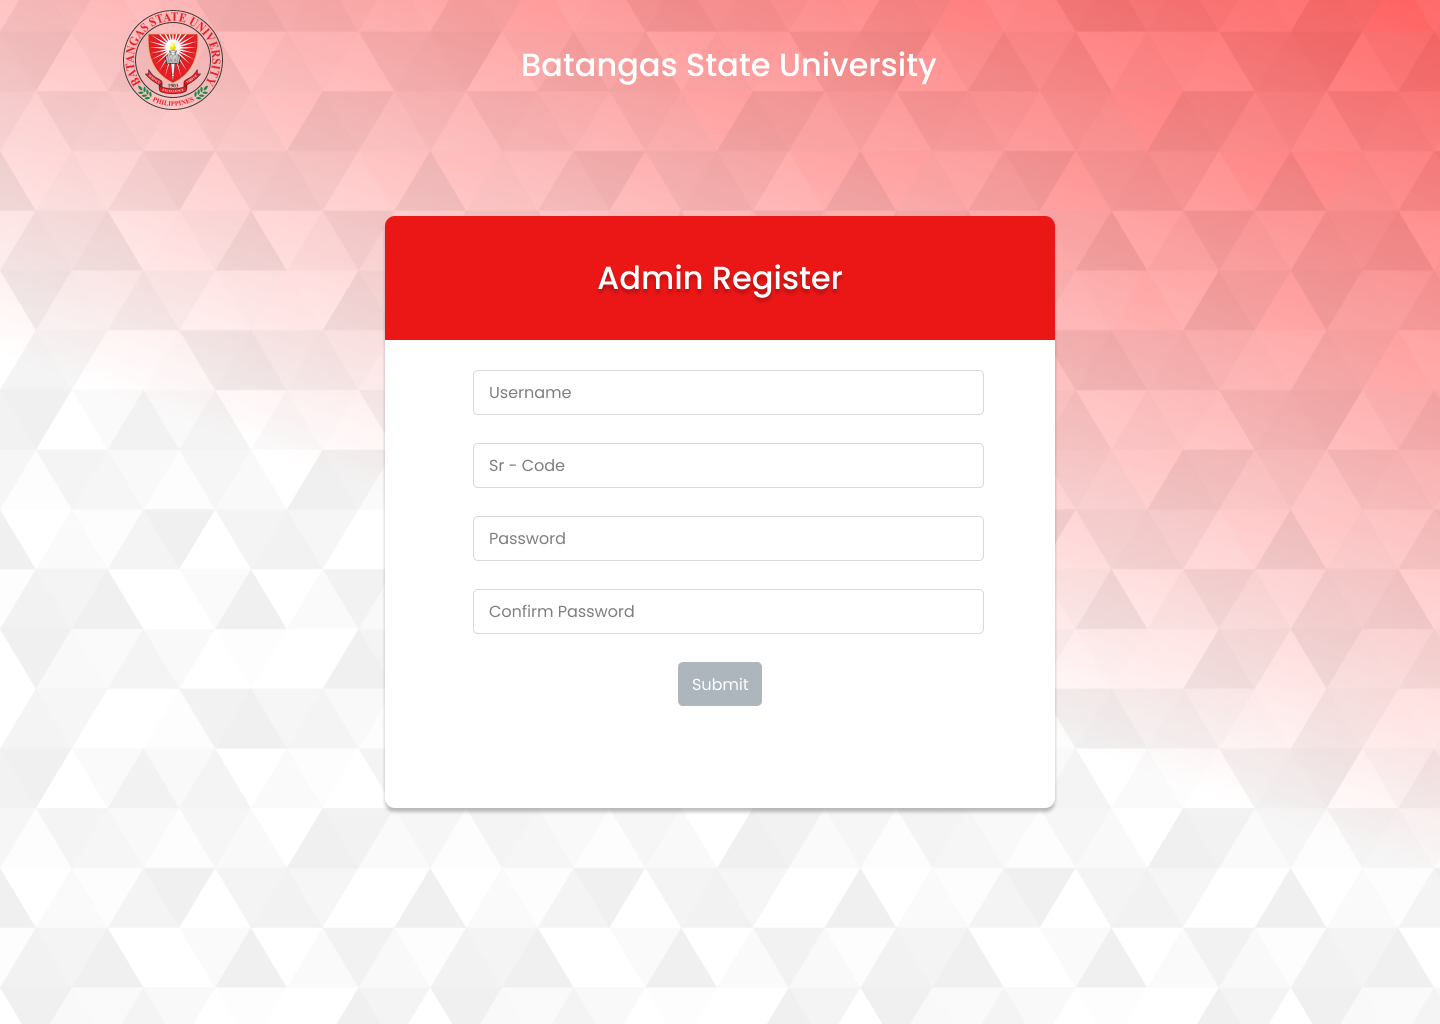 BATANGAS STATE UNIVERSITY
PHILIPPINES
1903
Batangas State University
Admin Register
Username
Sr - Code
Password
Confirm Password
Submit